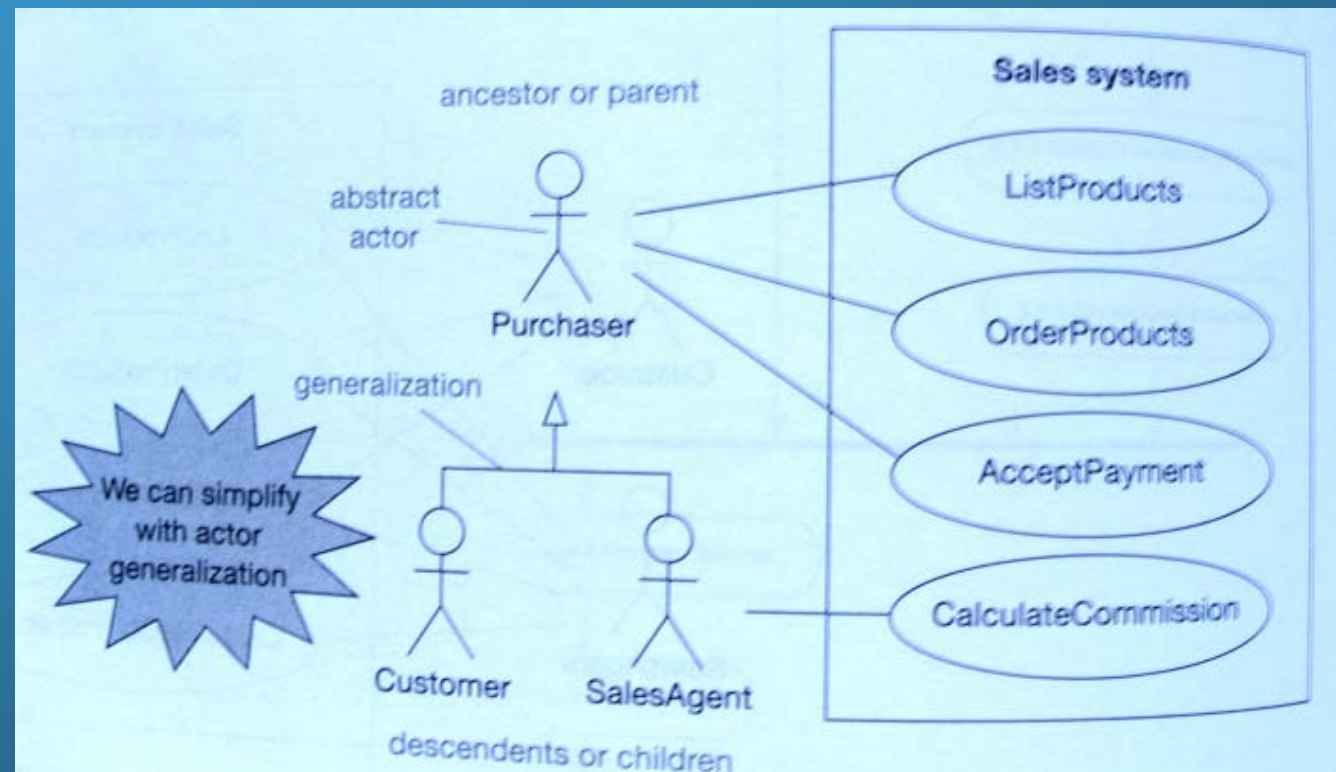 Sales system
ancestor or parent
ListProducts
abstract
actor
Purchaser
OrderProducts
generalization
We can simplify
with actor
generalization
AcceptPayment
CalculateCommission
Customer
SalesAgent
descendents or children